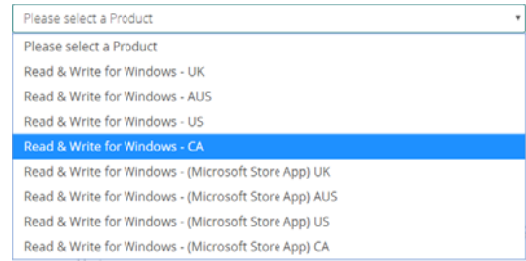 Please select a Product
Please select a Product
Read & Write for Windows - UK
Read & Write for Windows - AUS
Read & Write for Windows - US
Read & Write for Windows - CA
Read & Write for Windows - (Microsoft Store App) UK
Read & Write for Windows - (Microsoft Store App) AUS
Read & Write for Windows - (Microsoft Store App) US
Read & Write for Windows - (Microsoft Store App) CA